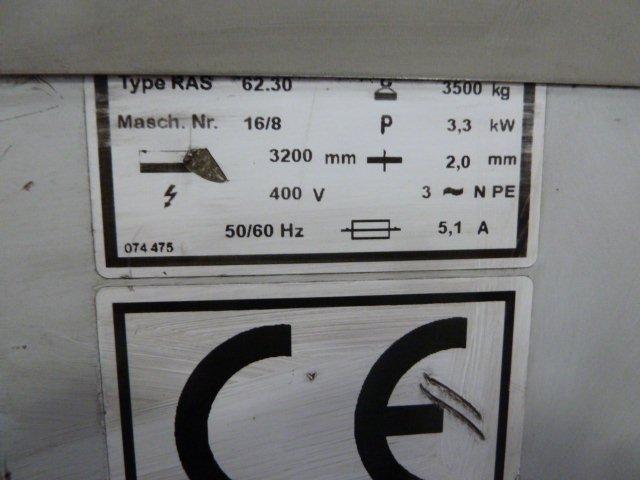 Type RAS 62.30 3500 kg
Masch. Nr. 16/8 P 3,3 kW
3200 mm 2,0 mm
400 V 3 ~ N PE
50/60 Hz 5,1 A
074 475
CE